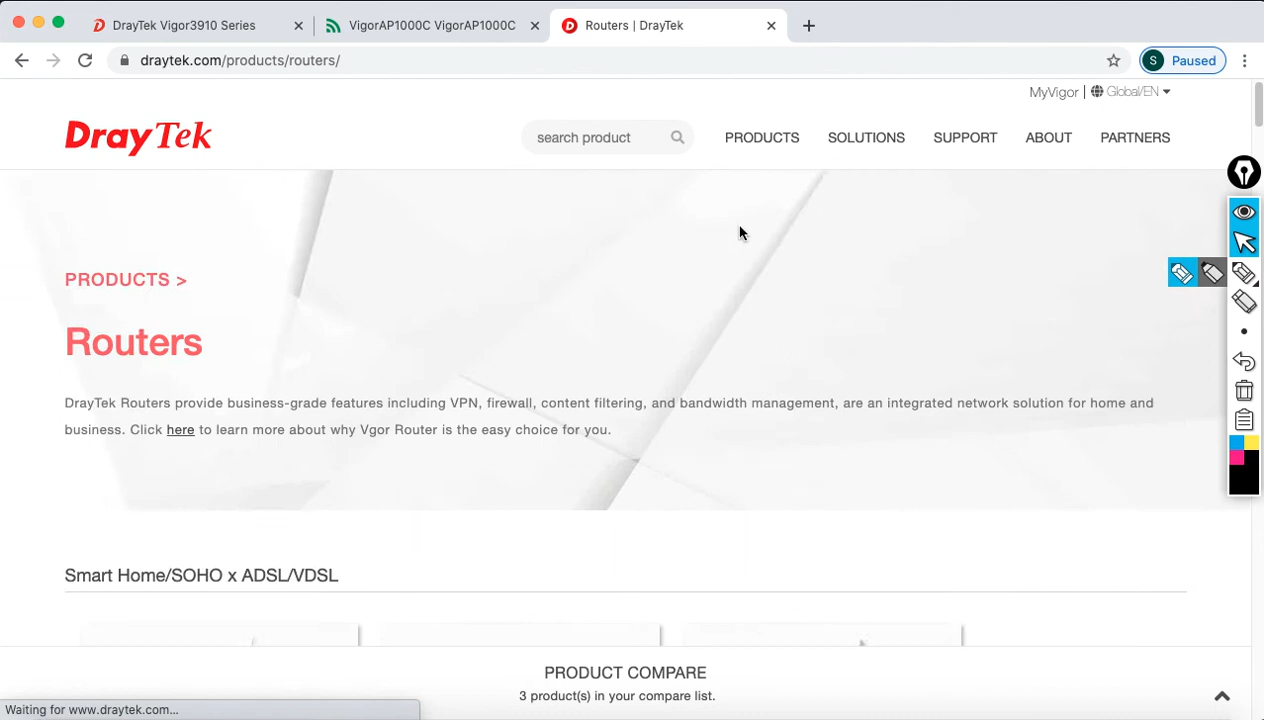 DrayTek Vigor3910 Series
VigorAP1000C VigorAP1000C
Routers | DrayTek
draytek.com/products/routers/
S Paused
MyVigor | Global/EN
DrayTek
search product
PRODUCTS SOLUTIONS SUPPORT ABOUT PARTNERS
PRODUCTS >
Routers
DrayTek Routers provide business-grade features including VPN, firewall, content filtering, and bandwidth management, are an integrated network solution for home and
business. Click here to learn more about why Vgor Router is the easy choice for you.
Smart Home/SOHO x ADSL/VDSL
PRODUCT COMPARE
3 product(s) in your compare list.
Waiting for www.draytek.com...